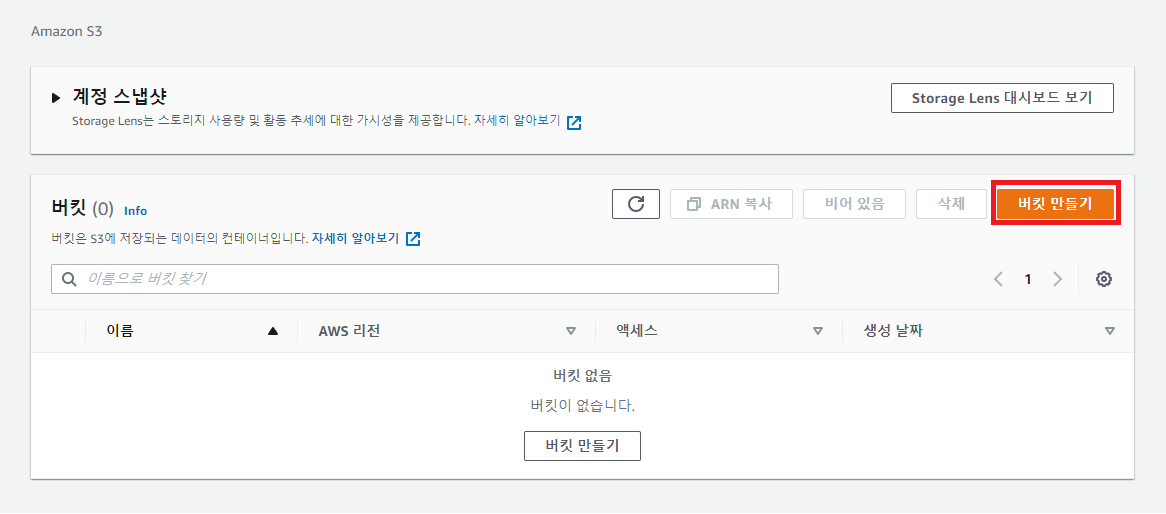 Amazon S3
계정 스냅샷
Storage Lens 대시보드 보기
Storage Lens는 스토리지 사용량 및 활동 추세에 대한 가시성을 제공합니다. 자세히 알아보기
버킷 (0) Info
ARN 복사
비어 있음
삭제
버킷 만들기
버킷은 S3에 저장되는 데이터의 컨테이너입니다. 자세히 알아보기
이름으로 버킷 찾기
1
이름 AWS 리전 액세스 생성 날짜
버킷 없음
버킷이 없습니다.
버킷 만들기